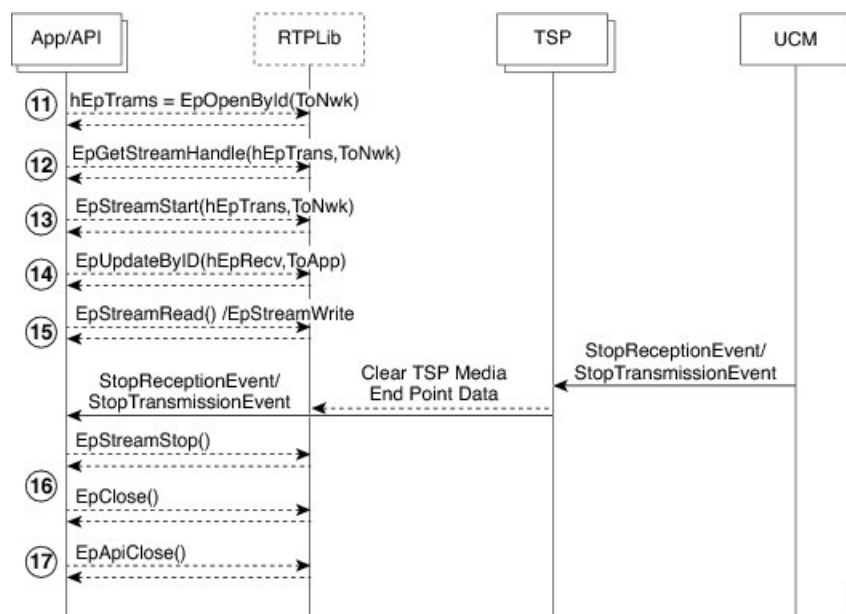 App/API
RTPLib
TSP
UCM
11
hEpTrams = EpOpenById(ToNwk)
12
EpGetStreamHandle(hEpTrans,ToNwk)
13
EpStreamStart(hEpTrans,ToNwk)
14
EpUpdateByID(hEpRecv,ToApp)
15
EpStreamRead() /EpStreamWrite
StopReceptionEvent/
StopTransmissionEvent
Clear TSP Media
End Point Data
StopReceptionEvent/
StopTransmissionEvent
EpStreamStop()
16
EpClose()
17
EpApiClose()